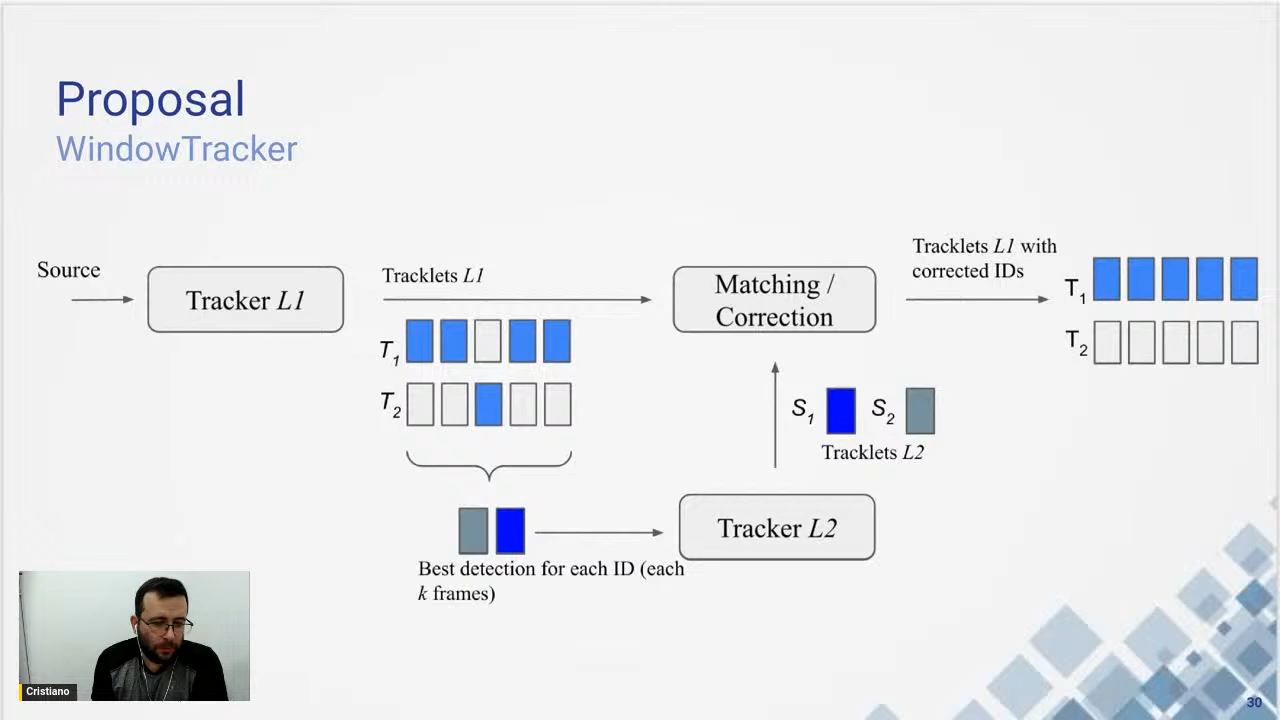 Proposal
WindowTracker
Source
Tracker L1
Tracklets L1
T1
T2
Best detection for each ID (each
k frames)
Matching /
Correction
S1
S2
Tracklets L2
Tracker L2
Tracklets L1 with
corrected IDs
T1
T2
Cristiano
30